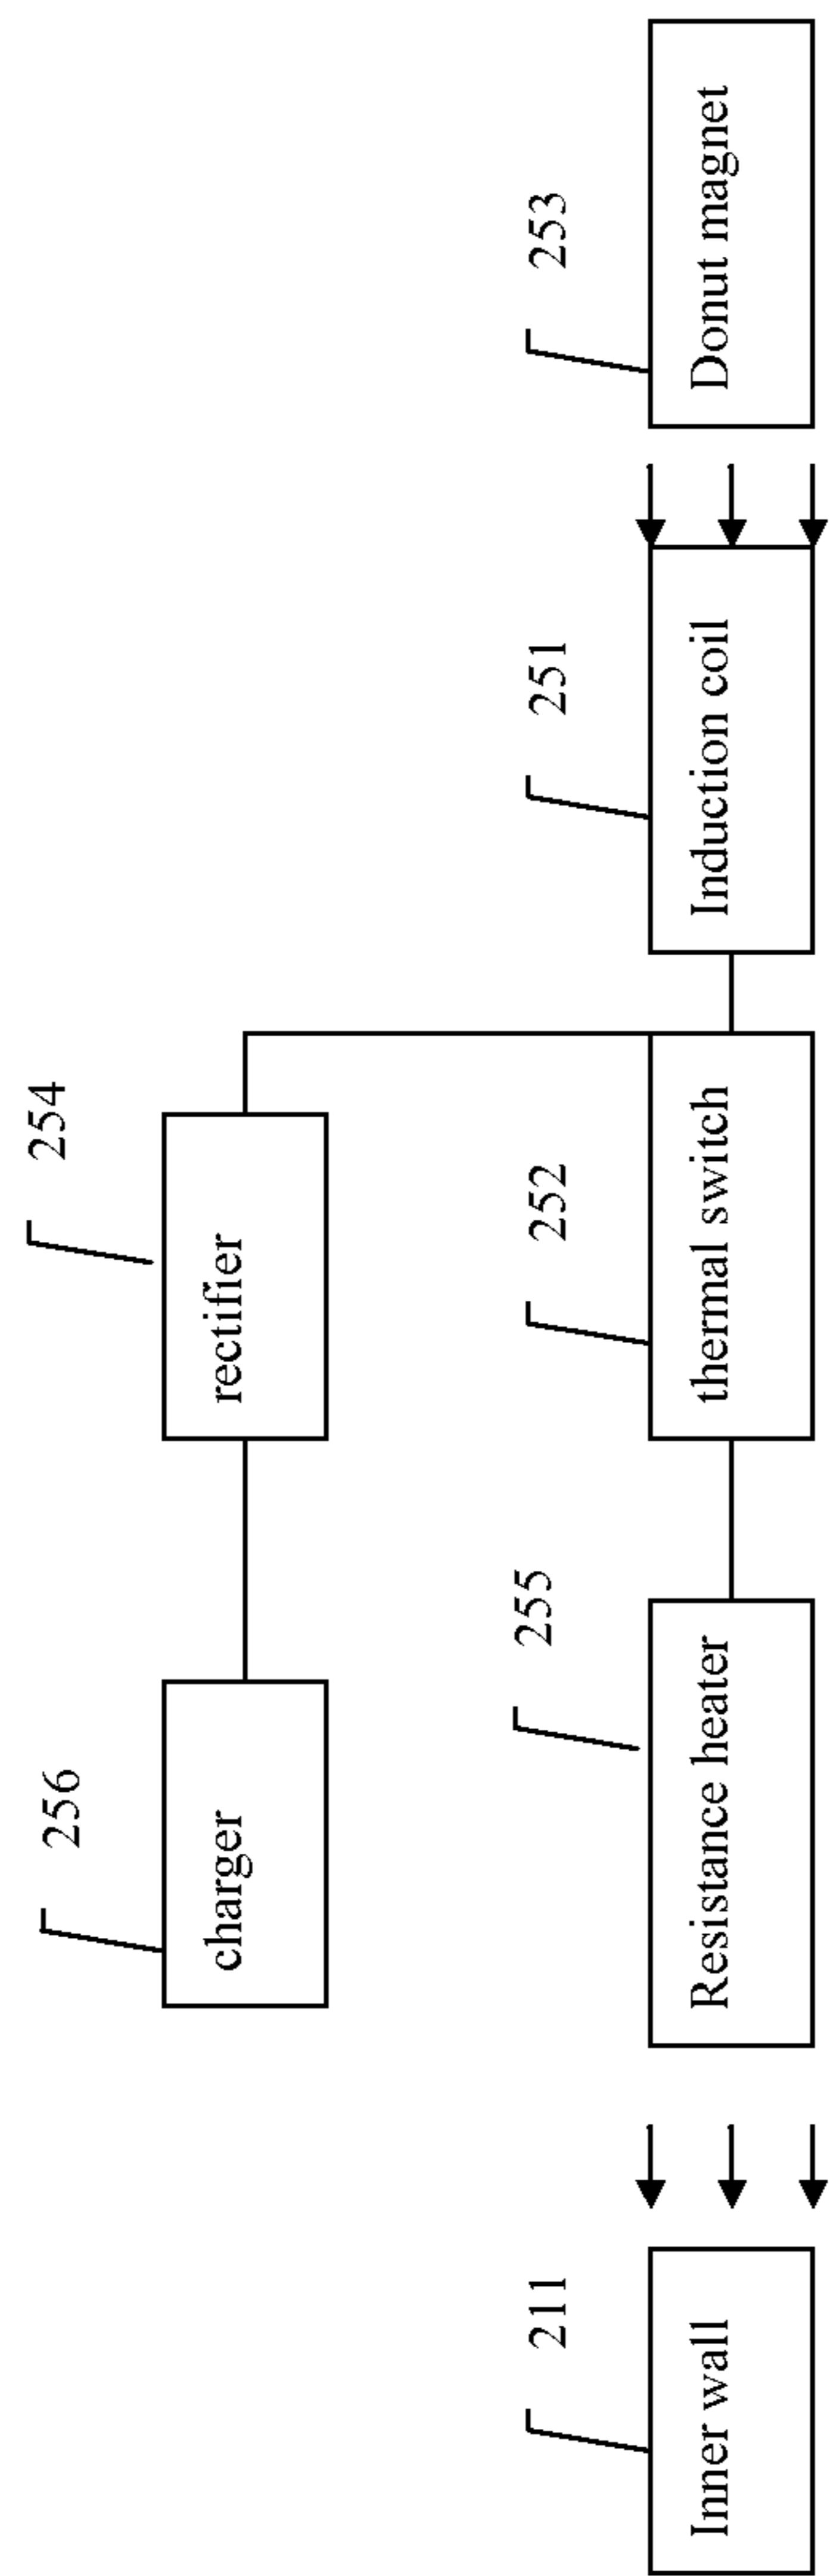 256
254
charger
rectifier
211
255
252
251
253
Inner wall
Resistance heater
thermal switch
Induction coil
Donut magnet